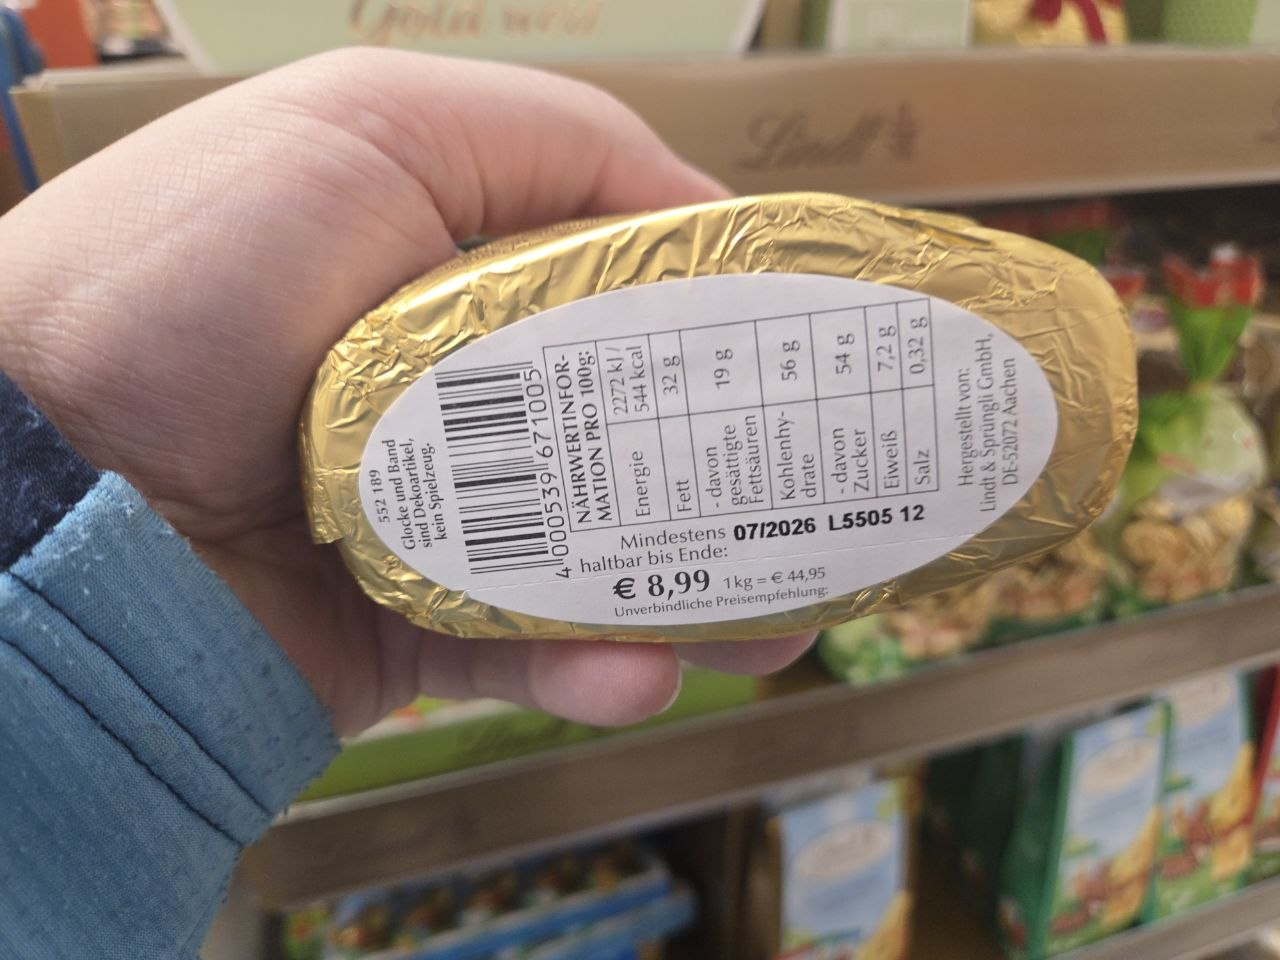 Gold weiß
Lindt
552 189
Glocke und Band
sind Dekoartikel,
kein Spielzeug.
4 000539 671005
NÄHRWERTINFOR-
MATION PRO 100g:
Energie 2272 kJ / 544 kcal
Fett 32 g
- davon gesättigte Fettsäuren 19 g
Kohlenhy-drate 56 g
- davon Zucker 54 g
Eiweiß 7,2 g
Salz 0,32 g
Hergestellt von:
Lindt & Sprüngli GmbH,
DE-52072 Aachen
Mindestens haltbar bis Ende: 07/2026 L5505 12
€ 8,99 1kg = € 44,95
Unverbindliche Preisempfehlung: